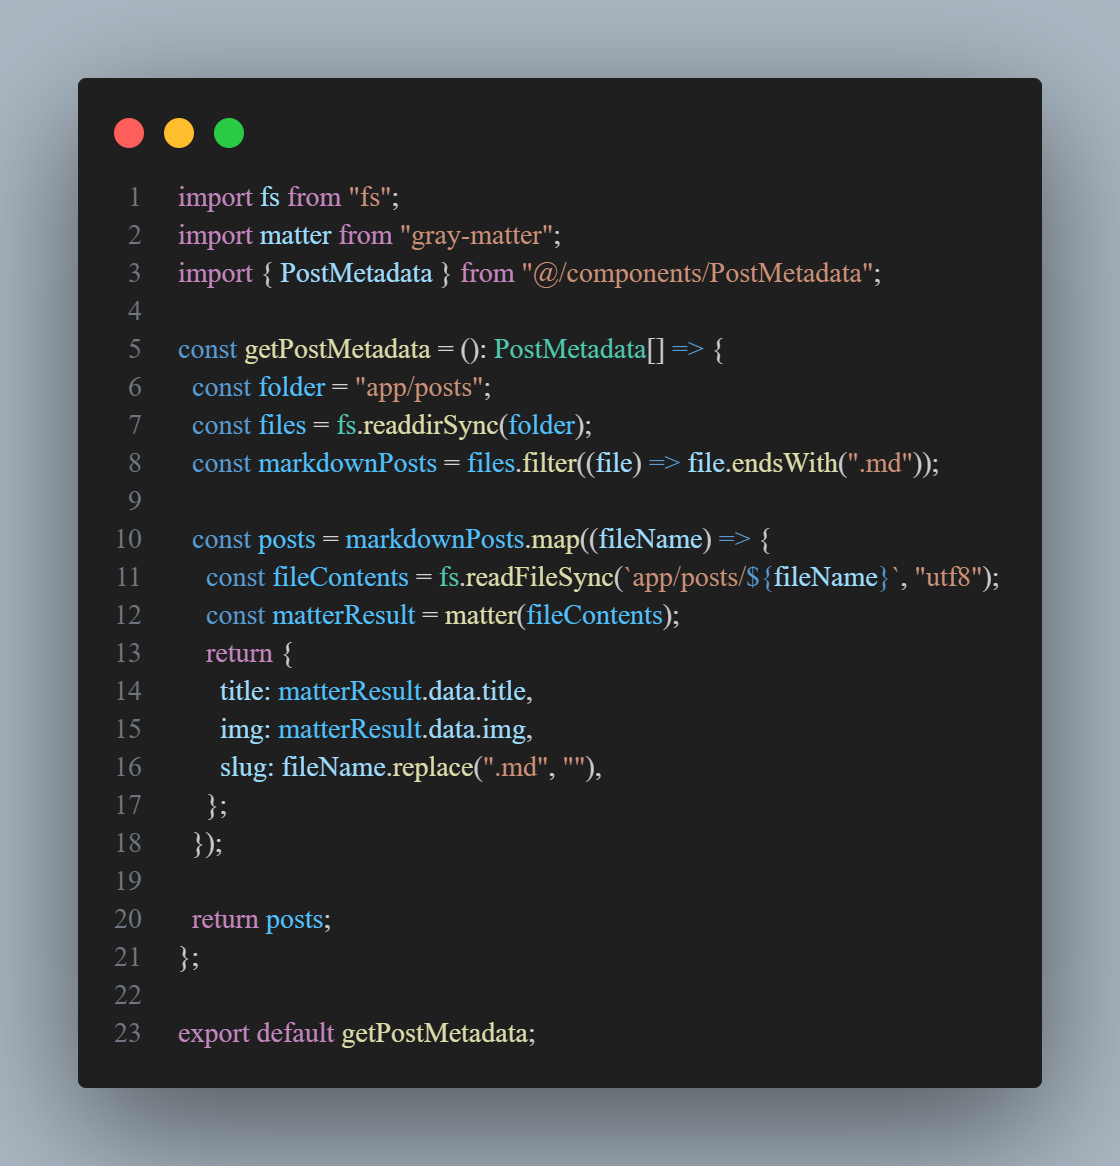 1 import fs from "fs";
2 import matter from "gray-matter";
3 import { PostMetadata } from "@/components/PostMetadata";
4
5 const getPostMetadata = (): PostMetadata[] => {
6   const folder = "app/posts";
7   const files = fs.readdirSync(folder);
8   const markdownPosts = files.filter((file) => file.endsWith(".md"));
9
10   const posts = markdownPosts.map((fileName) => {
11     const fileContents = fs.readFileSync(`app/posts/${fileName}`, "utf8");
12     const matterResult = matter(fileContents);
13     return {
14       title: matterResult.data.title,
15       img: matterResult.data.img,
16       slug: fileName.replace(".md", ""),
17     };
18   });
19
20   return posts;
21 };
22
23 export default getPostMetadata;